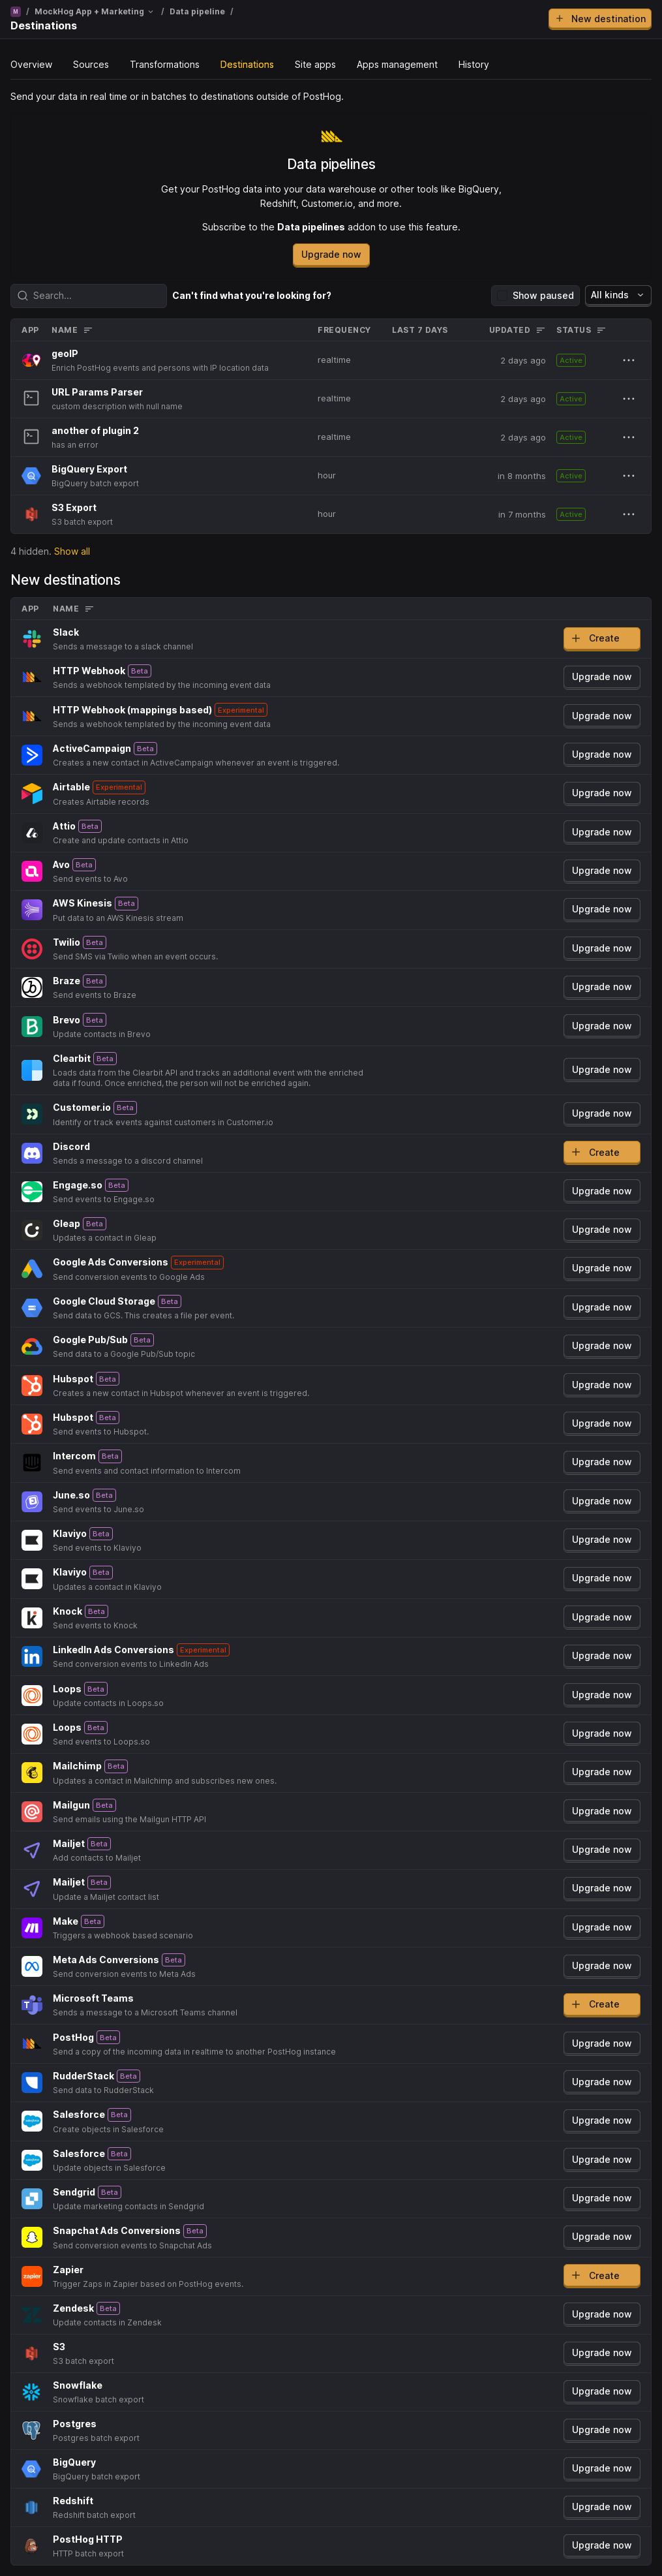 M / MockHog App + Marketing / Data pipeline /
Destinations
New destination
Overview Sources Transformations Destinations Site apps Apps management History
Send your data in real time or in batches to destinations outside of PostHog.
Data pipelines
Get your PostHog data into your data warehouse or other tools like BigQuery,
Redshift, Customer.io, and more.
Subscribe to the Data pipelines addon to use this feature.
Upgrade now
Search... Can't find what you're looking for? Show paused All kinds
APP NAME FREQUENCY LAST 7 DAYS UPDATED STATUS
geoIP
Enrich PostHog events and persons with IP location data
realtime 2 days ago Active
URL Params Parser
custom description with null name
realtime 2 days ago Active
another of plugin 2
has an error
realtime 2 days ago Active
BigQuery Export
BigQuery batch export
hour in 8 months Active
S3 Export
S3 batch export
hour in 7 months Active
4 hidden. Show all
New destinations
APP NAME
Slack
Sends a message to a slack channel
Create
HTTP Webhook Beta
Sends a webhook templated by the incoming event data
Upgrade now
HTTP Webhook (mappings based) Experimental
Sends a webhook templated by the incoming event data
Upgrade now
ActiveCampaign Beta
Creates a new contact in ActiveCampaign whenever an event is triggered.
Upgrade now
Airtable Experimental
Creates Airtable records
Upgrade now
Attio Beta
Create and update contacts in Attio
Upgrade now
Avo Beta
Send events to Avo
Upgrade now
AWS Kinesis Beta
Put data to an AWS Kinesis stream
Upgrade now
Twilio Beta
Send SMS via Twilio when an event occurs.
Upgrade now
Braze Beta
Send events to Braze
Upgrade now
Brevo Beta
Update contacts in Brevo
Upgrade now
Clearbit Beta
Loads data from the Clearbit API and tracks an additional event with the enriched
data if found. Once enriched, the person will not be enriched again.
Upgrade now
Customer.io Beta
Identify or track events against customers in Customer.io
Upgrade now
Discord
Sends a message to a discord channel
Create
Engage.so Beta
Send events to Engage.so
Upgrade now
Gleap Beta
Updates a contact in Gleap
Upgrade now
Google Ads Conversions Experimental
Send conversion events to Google Ads
Upgrade now
Google Cloud Storage Beta
Send data to GCS. This creates a file per event.
Upgrade now
Google Pub/Sub Beta
Send data to a Google Pub/Sub topic
Upgrade now
Hubspot Beta
Creates a new contact in Hubspot whenever an event is triggered.
Upgrade now
Hubspot Beta
Send events to Hubspot.
Upgrade now
Intercom Beta
Send events and contact information to Intercom
Upgrade now
June.so Beta
Send events to June.so
Upgrade now
Klaviyo Beta
Send events to Klaviyo
Upgrade now
Klaviyo Beta
Updates a contact in Klaviyo
Upgrade now
Knock Beta
Send events to Knock
Upgrade now
LinkedIn Ads Conversions Experimental
Send conversion events to LinkedIn Ads
Upgrade now
Loops Beta
Update contacts in Loops.so
Upgrade now
Loops Beta
Send events to Loops.so
Upgrade now
Mailchimp Beta
Updates a contact in Mailchimp and subscribes new ones.
Upgrade now
Mailgun Beta
Send emails using the Mailgun HTTP API
Upgrade now
Mailjet Beta
Add contacts to Mailjet
Upgrade now
Mailjet Beta
Update a Mailjet contact list
Upgrade now
Make Beta
Triggers a webhook based scenario
Upgrade now
Meta Ads Conversions Beta
Send conversion events to Meta Ads
Upgrade now
Microsoft Teams
Sends a message to a Microsoft Teams channel
Create
PostHog Beta
Send a copy of the incoming data in realtime to another PostHog instance
Upgrade now
RudderStack Beta
Send data to RudderStack
Upgrade now
Salesforce Beta
Create objects in Salesforce
Upgrade now
Salesforce Beta
Update objects in Salesforce
Upgrade now
Sendgrid Beta
Update marketing contacts in Sendgrid
Upgrade now
Snapchat Ads Conversions Beta
Send conversion events to Snapchat Ads
Upgrade now
Zapier
Trigger Zaps in Zapier based on PostHog events.
Create
Zendesk Beta
Update contacts in Zendesk
Upgrade now
S3
S3 batch export
Upgrade now
Snowflake
Snowflake batch export
Upgrade now
Postgres
Postgres batch export
Upgrade now
BigQuery
BigQuery batch export
Upgrade now
Redshift
Redshift batch export
Upgrade now
PostHog HTTP
HTTP batch export
Upgrade now